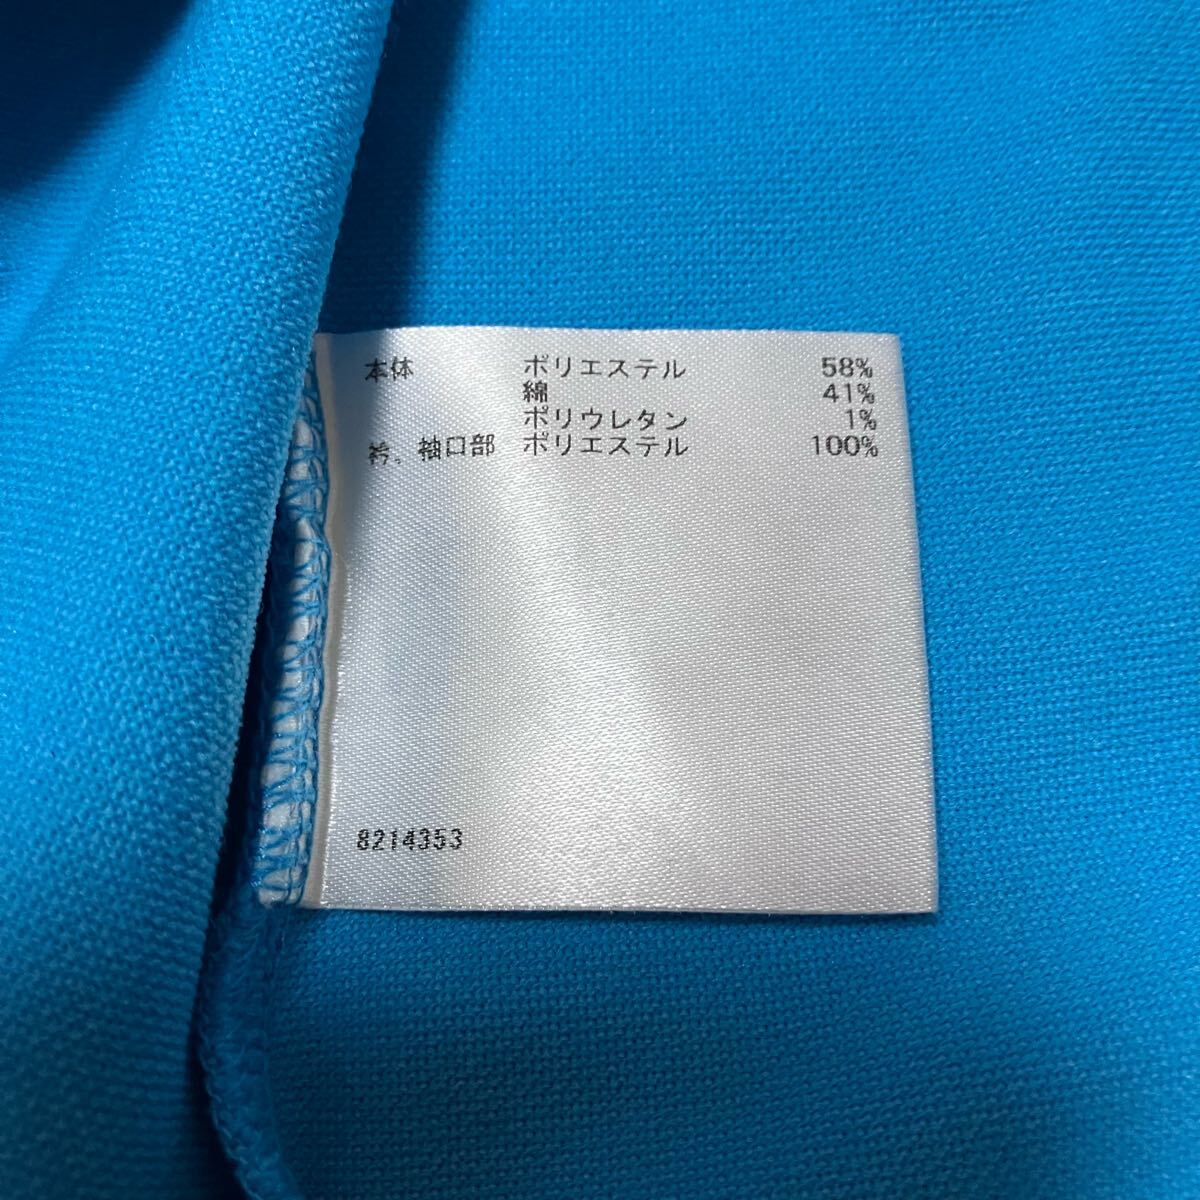 本体 ポリエステル 58%
綿 41%
ポリウレタン 1%
衿、袖口部 ポリエステル 100%
8214353